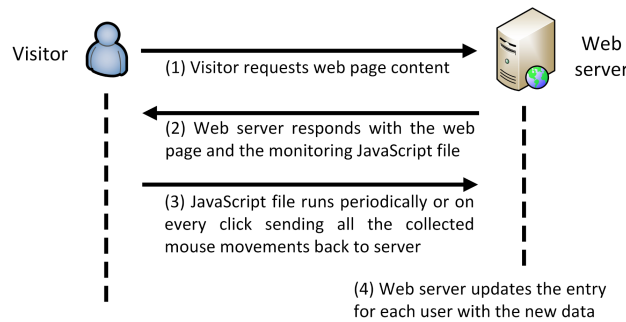 Visitor
Web
server
(1) Visitor requests web page content
(2) Web server responds with the web
page and the monitoring JavaScript file
(3) JavaScript file runs periodically or on
every click sending all the collected
mouse movements back to server
(4) Web server updates the entry
for each user with the new data